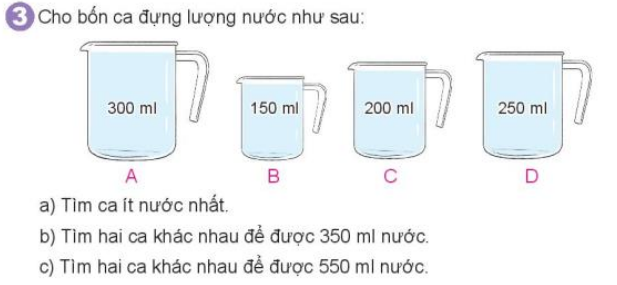 3 Cho bốn ca đựng lượng nước như sau:
300 ml 150 ml 200 ml 250 ml
A B C D
a) Tìm ca ít nước nhất.
b) Tìm hai ca khác nhau để được 350 ml nước.
c) Tìm hai ca khác nhau để được 550 ml nước.